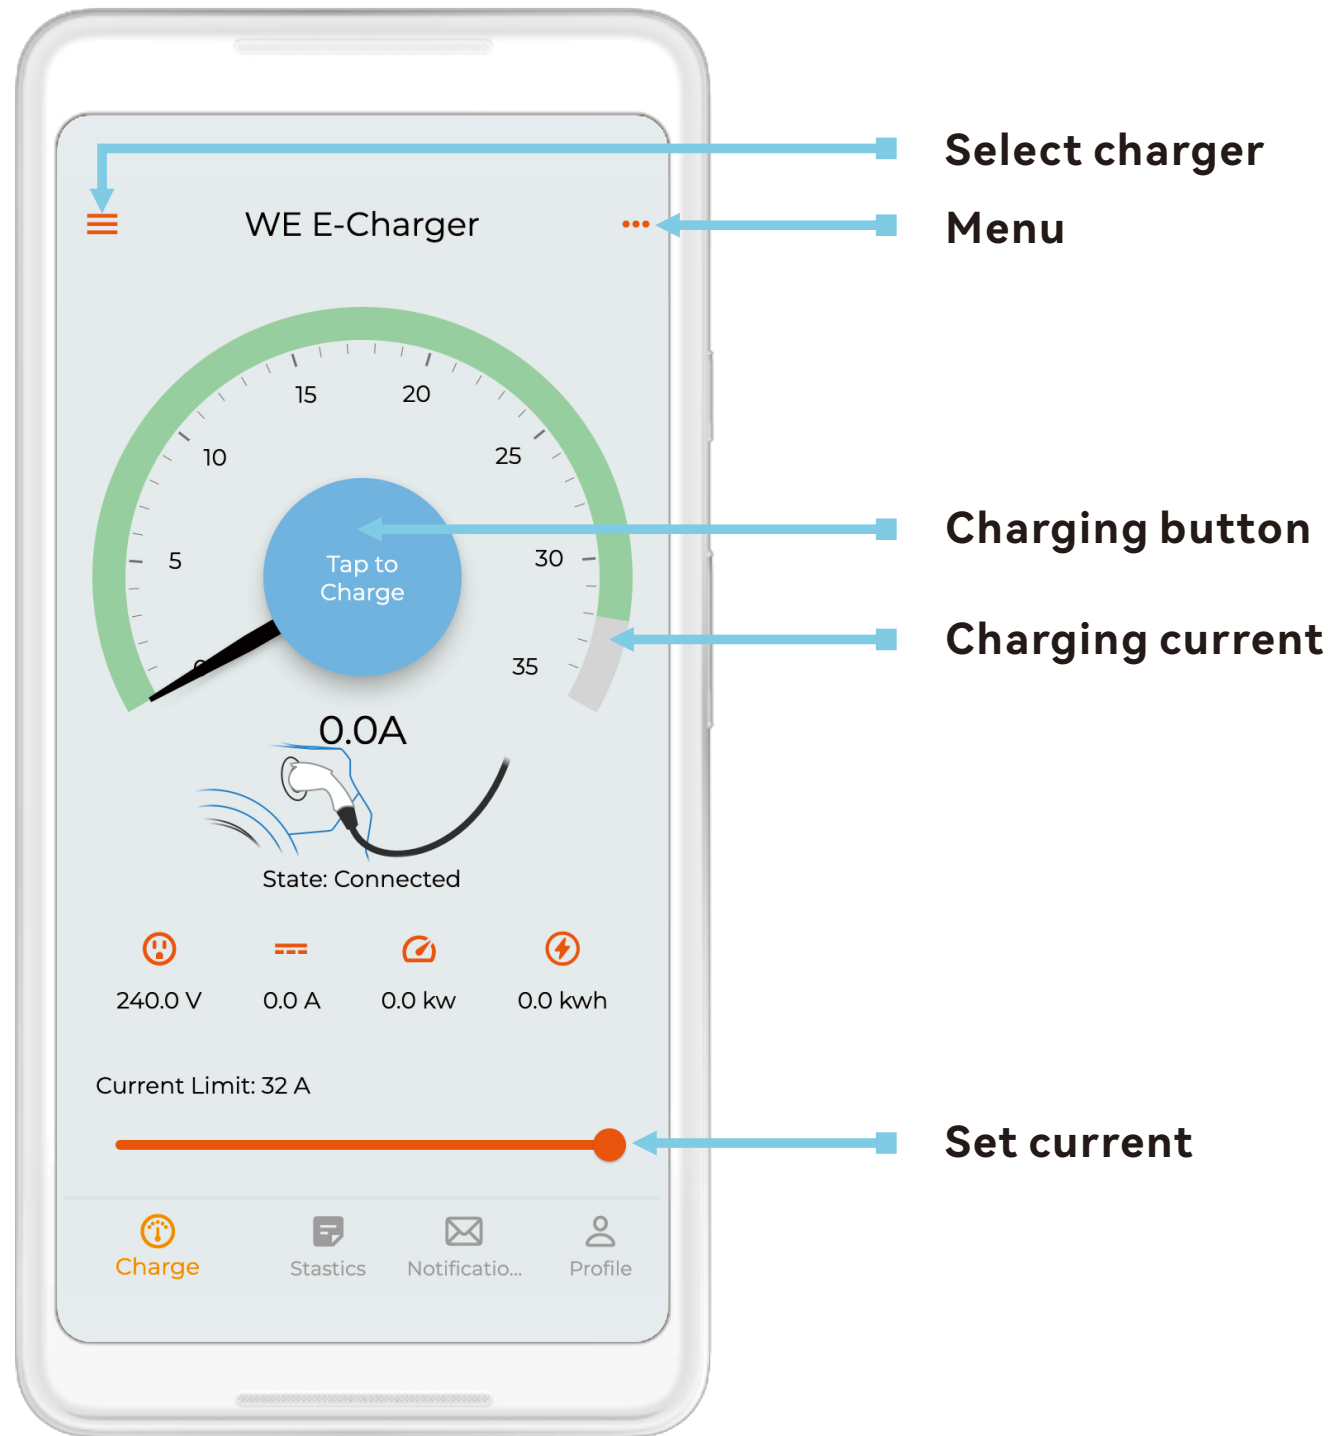 Select charger
WE E-Charger
Menu
15
20
10
25
5
30
Tap to
Charge
Charging button
Charging current
35
0.0A
State: Connected
240.0 V
0.0 A
0.0 kw
0.0 kwh
Current Limit: 32 A
Set current
Charge
Stastics
Notificatio...
Profile